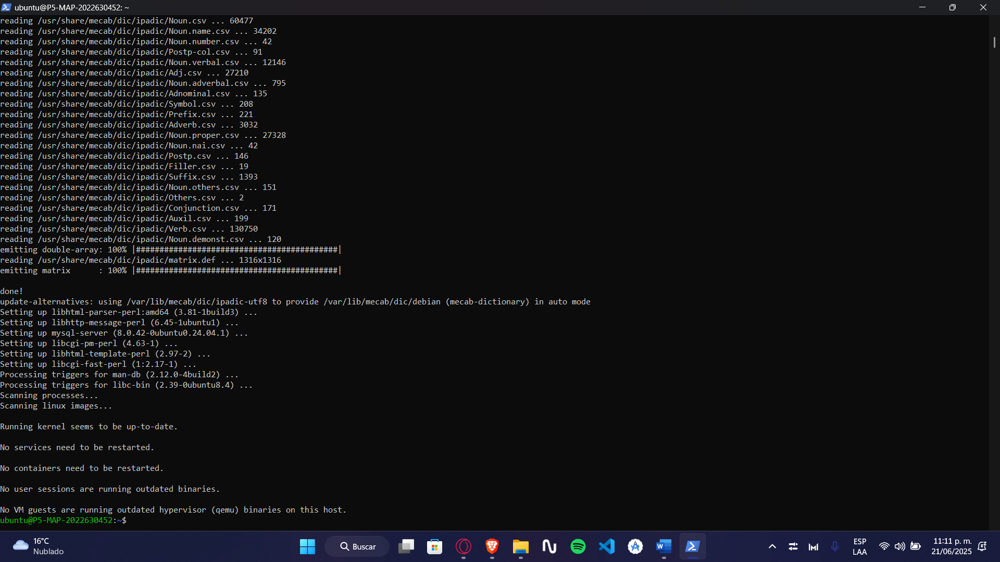 ubuntu@P5-MAP-2022630452: ~
reading /usr/share/mecab/dic/ipadic/Noun.csv ... 60477
reading /usr/share/mecab/dic/ipadic/Noun.name.csv ... 34202
reading /usr/share/mecab/dic/ipadic/Noun.number.csv ... 42
reading /usr/share/mecab/dic/ipadic/Postp-col.csv ... 91
reading /usr/share/mecab/dic/ipadic/Noun.verbal.csv ... 12146
reading /usr/share/mecab/dic/ipadic/Adj.csv ... 27210
reading /usr/share/mecab/dic/ipadic/Noun.adverbal.csv ... 795
reading /usr/share/mecab/dic/ipadic/Adnominal.csv ... 135
reading /usr/share/mecab/dic/ipadic/Symbol.csv ... 208
reading /usr/share/mecab/dic/ipadic/Prefix.csv ... 221
reading /usr/share/mecab/dic/ipadic/Adverb.csv ... 3032
reading /usr/share/mecab/dic/ipadic/Noun.proper.csv ... 27328
reading /usr/share/mecab/dic/ipadic/Noun.nai.csv ... 42
reading /usr/share/mecab/dic/ipadic/Postp.csv ... 146
reading /usr/share/mecab/dic/ipadic/Filler.csv ... 19
reading /usr/share/mecab/dic/ipadic/Suffix.csv ... 1393
reading /usr/share/mecab/dic/ipadic/Noun.others.csv ... 151
reading /usr/share/mecab/dic/ipadic/Others.csv ... 2
reading /usr/share/mecab/dic/ipadic/Conjunction.csv ... 171
reading /usr/share/mecab/dic/ipadic/Auxil.csv ... 199
reading /usr/share/mecab/dic/ipadic/Verb.csv ... 130750
reading /usr/share/mecab/dic/ipadic/Noun.demonst.csv ... 120
emitting double-array: 100% |###########################################|
reading /usr/share/mecab/dic/ipadic/matrix.def ... 1316x1316
emitting matrix      : 100% |###########################################|
done!
update-alternatives: using /var/lib/mecab/dic/ipadic-utf8 to provide /var/lib/mecab/dic/debian (mecab-dictionary) in auto mode
Setting up libhtml-parser-perl:amd64 (3.81-1build3) ...
Setting up libhttp-message-perl (6.45-1ubuntu1) ...
Setting up mysql-server (8.0.42-0ubuntu0.24.04.1) ...
Setting up libcgi-pm-perl (4.63-1) ...
Setting up libhtml-template-perl (2.97-2) ...
Setting up libcgi-fast-perl (1:2.17-1) ...
Processing triggers for man-db (2.12.0-4build2) ...
Processing triggers for libc-bin (2.39-0ubuntu8.4) ...
Scanning processes...
Scanning linux images...
Running kernel seems to be up-to-date.
No services need to be restarted.
No containers need to be restarted.
No user sessions are running outdated binaries.
No VM guests are running outdated hypervisor (qemu) binaries on this host.
ubuntu@P5-MAP-2022630452:~$
16°C
Nublado
Buscar
ESP
LAA
11:11 p. m.
21/06/2025